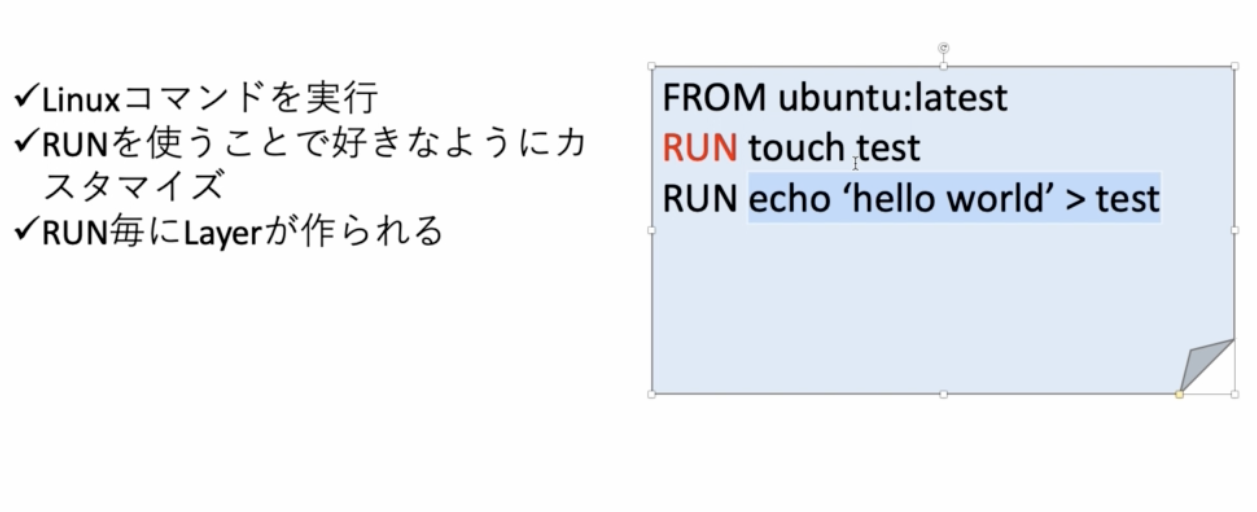 ✓Linuxコマンドを実行
✓RUNを使うことで好きなようにカ
スタマイズ
✓RUN毎にLayerが作られる
FROM ubuntu:latest
RUN touch test
RUN echo ‘hello world’ > test